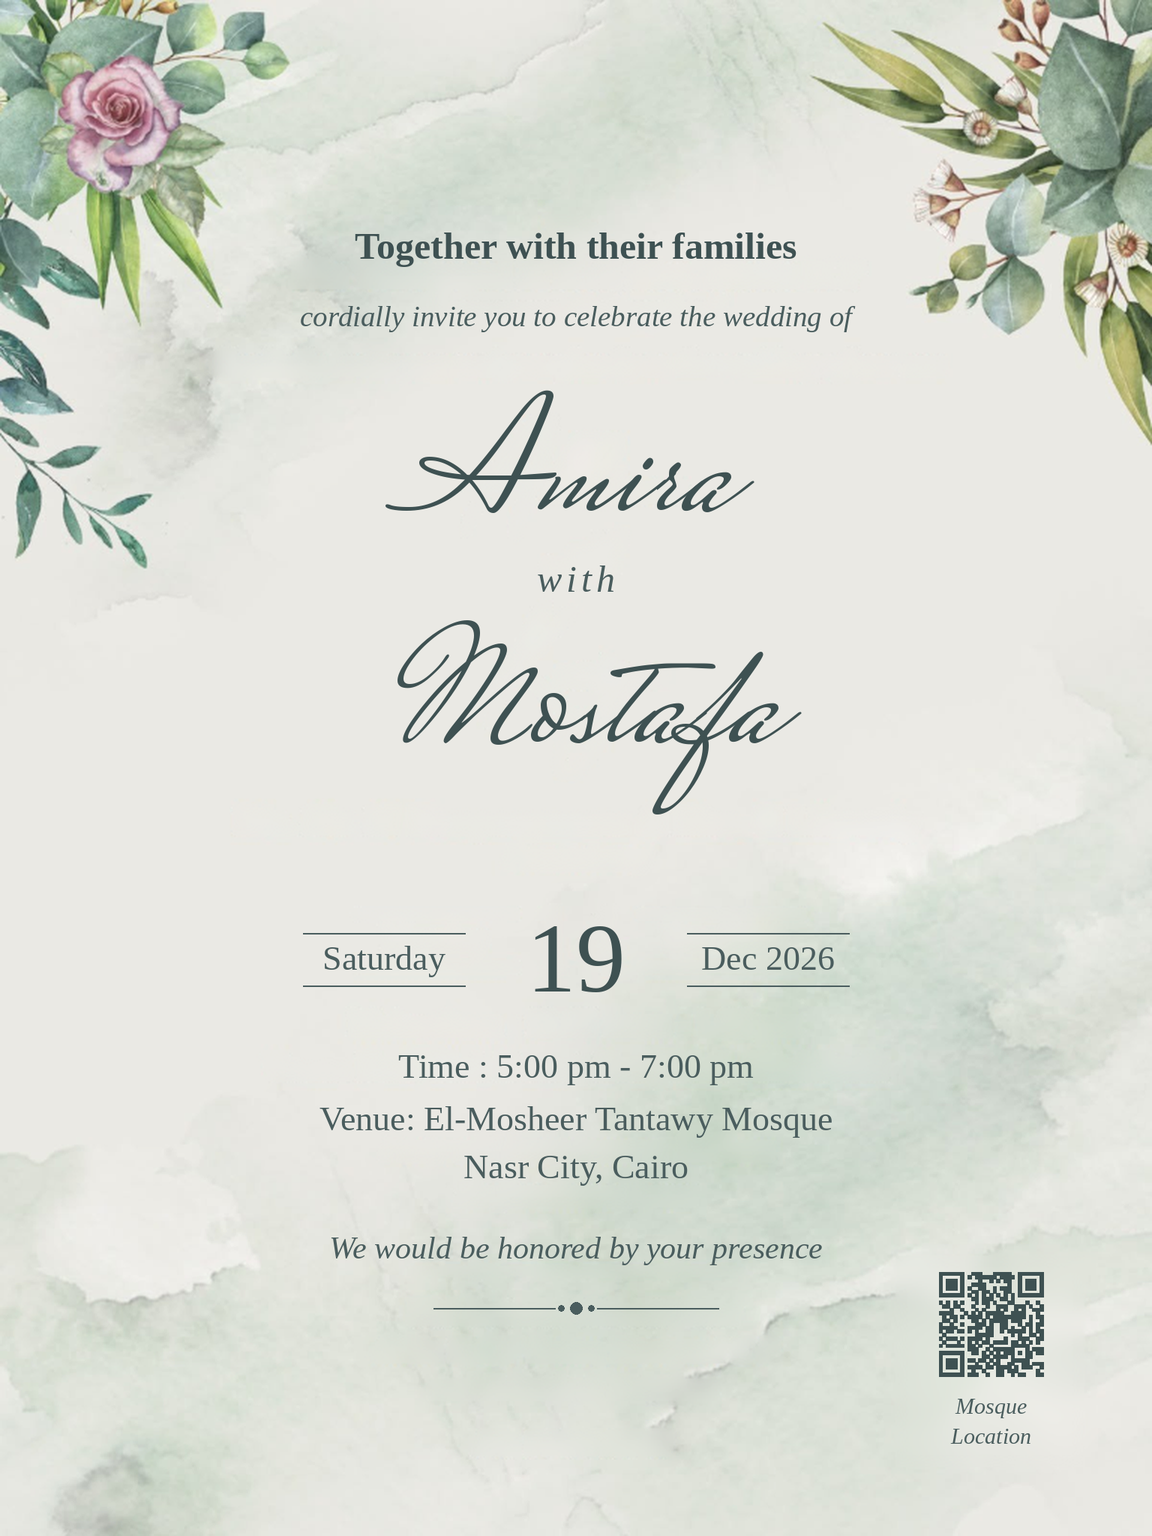 Together with their families
cordially invite you to celebrate the wedding of
Amira
with
Mostafa
Saturday 19 Dec 2026
Time : 5:00 pm - 7:00 pm
Venue: El-Mosheer Tantawy Mosque
Nasr City, Cairo
We would be honored by your presence
Mosque
Location